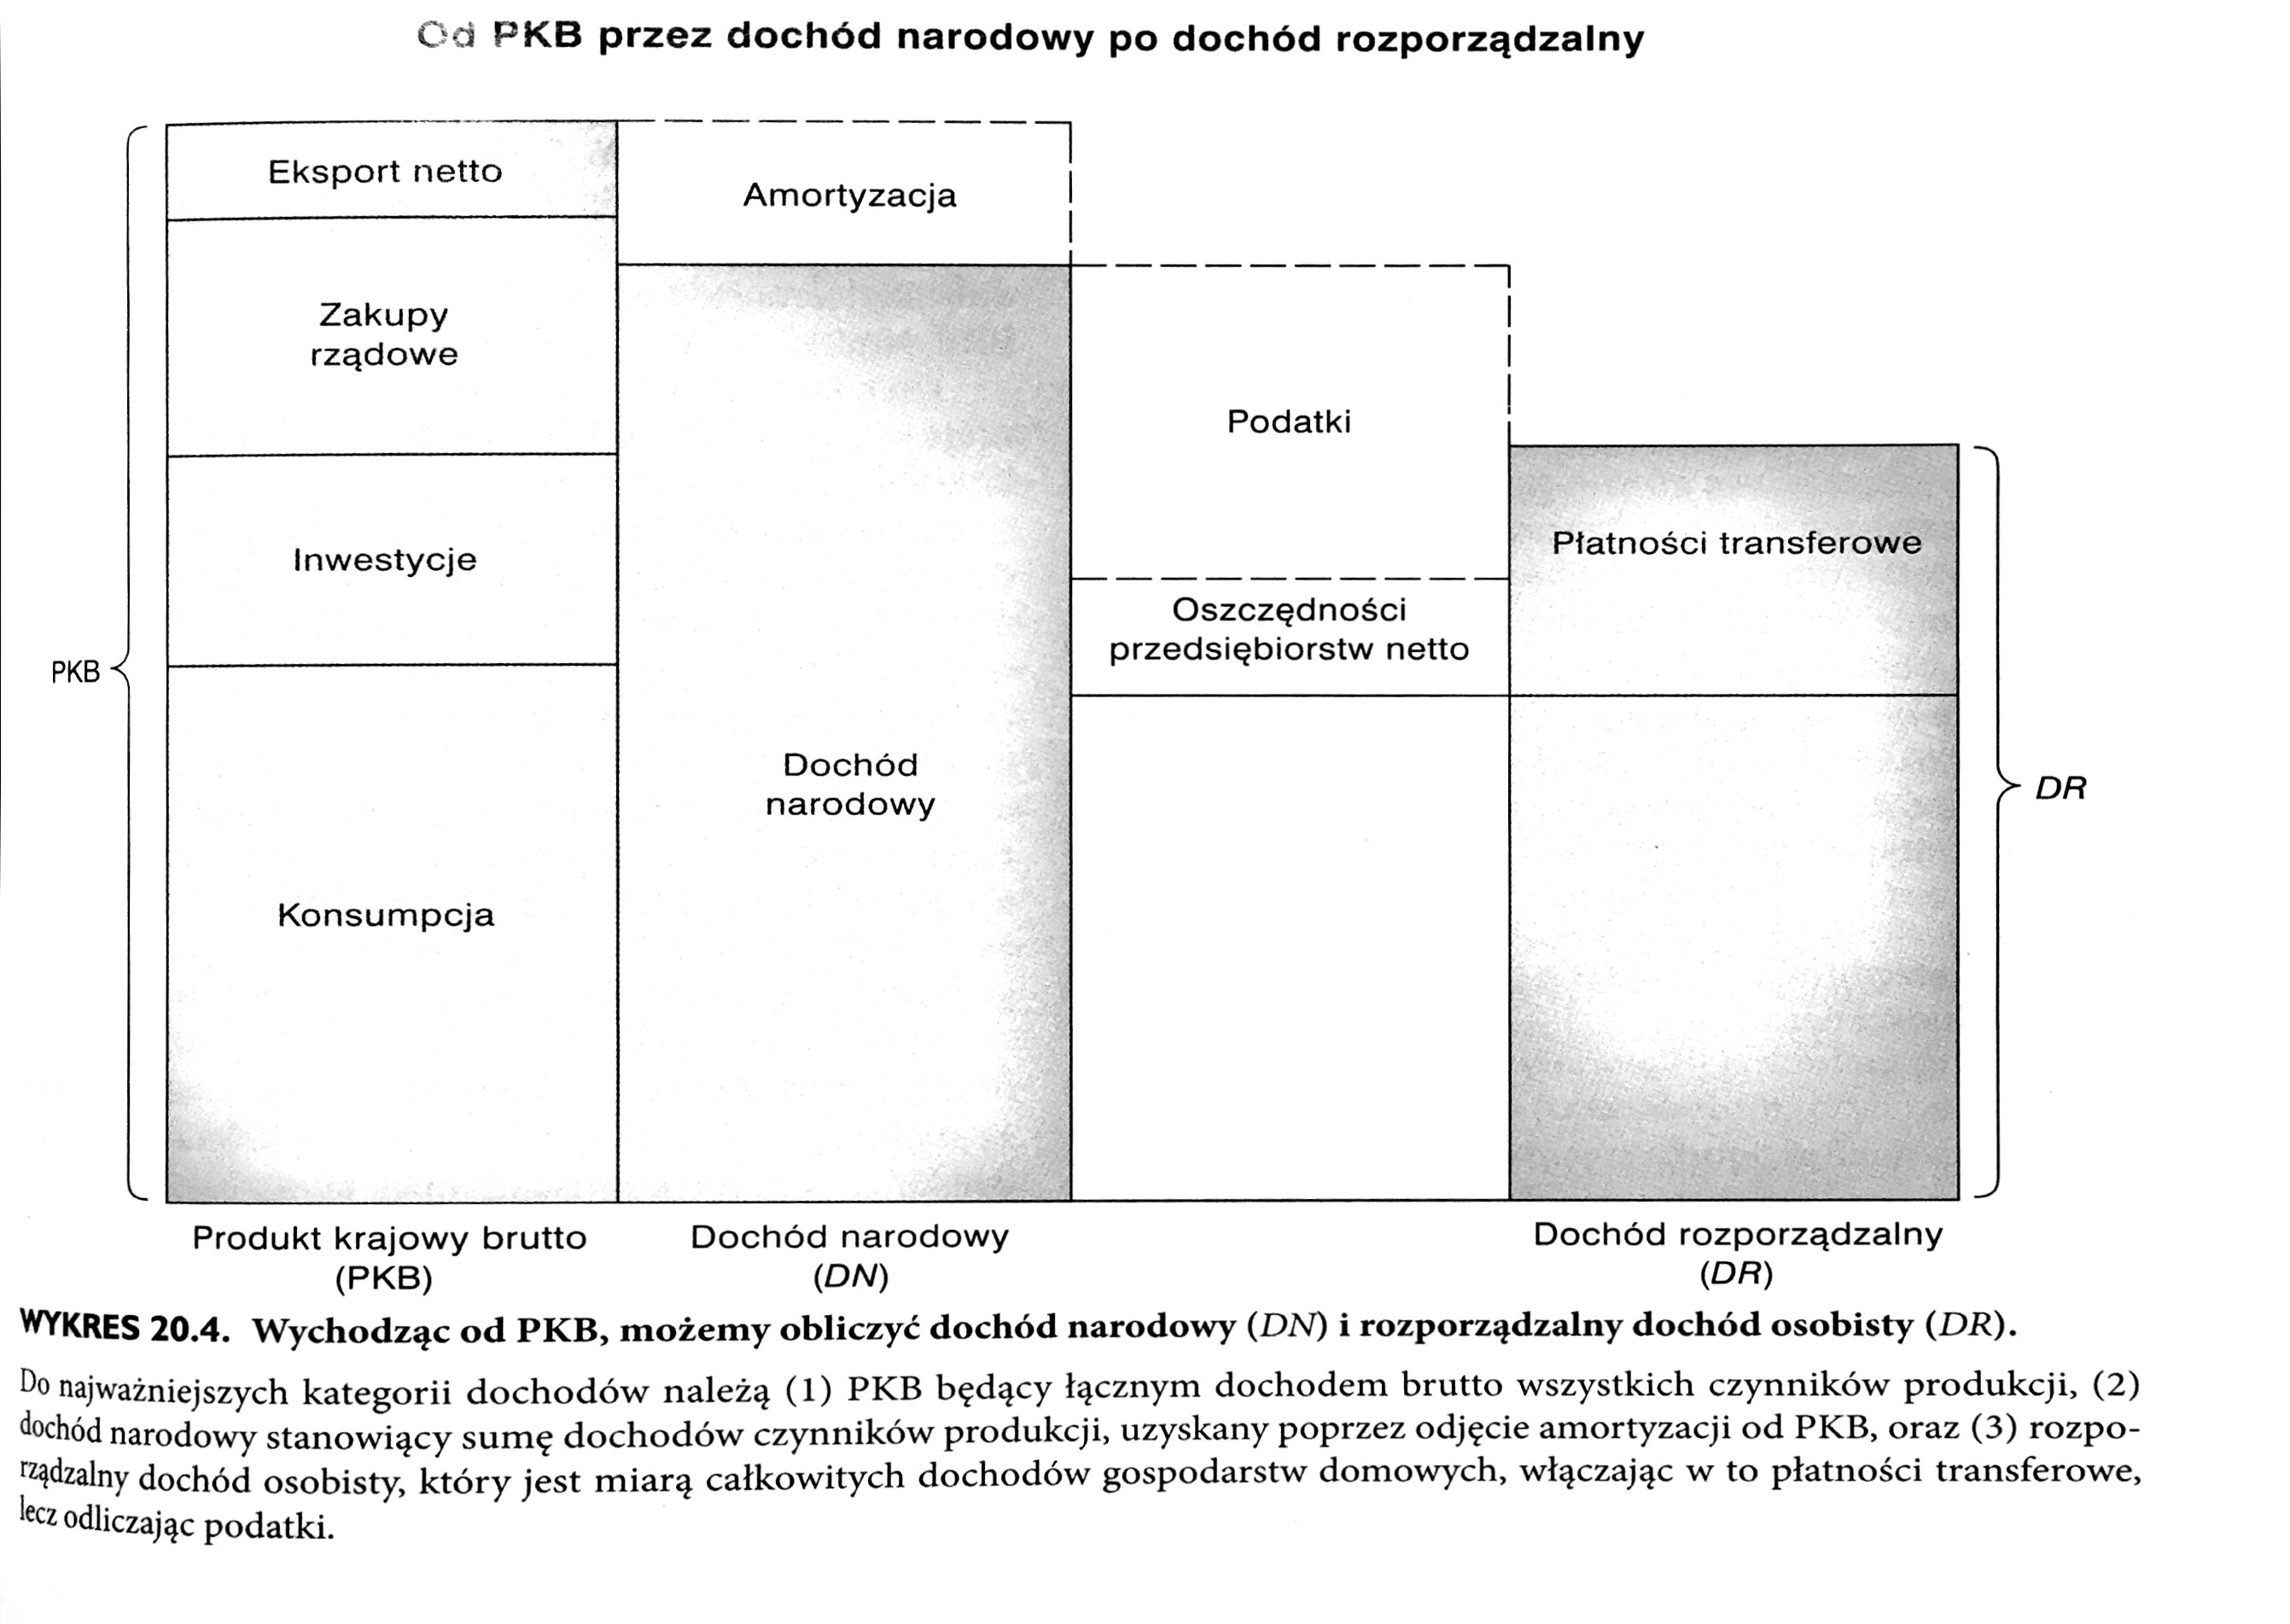 Od PKB przez dochód narodowy po dochód rozporządzalny
Eksport netto
Zakupy
rządowe
Inwestycje
Konsumpcja
PKB
Amortyzacja
Dochód
narodowy
Podatki
Oszczędności
przedsiębiorstw netto
Płatności transferowe
DR
Produkt krajowy brutto
(PKB)
Dochód narodowy
(DN)
Dochód rozporządzalny
(DR)
WYKRES 20.4. Wychodząc od PKB, możemy obliczyć dochód narodowy (DN) i rozporządzalny dochód osobisty (DR).
Do najważniejszych kategorii dochodów należą (1) PKB będący łącznym dochodem brutto wszystkich czynników produkcji, (2)
dochód narodowy stanowiący sumę dochodów czynników produkcji, uzyskany poprzez odjęcie amortyzacji od PKB, oraz (3) rozpo-
rządzalny dochód osobisty, który jest miarą całkowitych dochodów gospodarstw domowych, włączając w to płatności transferowe,
lecz odliczając podatki.